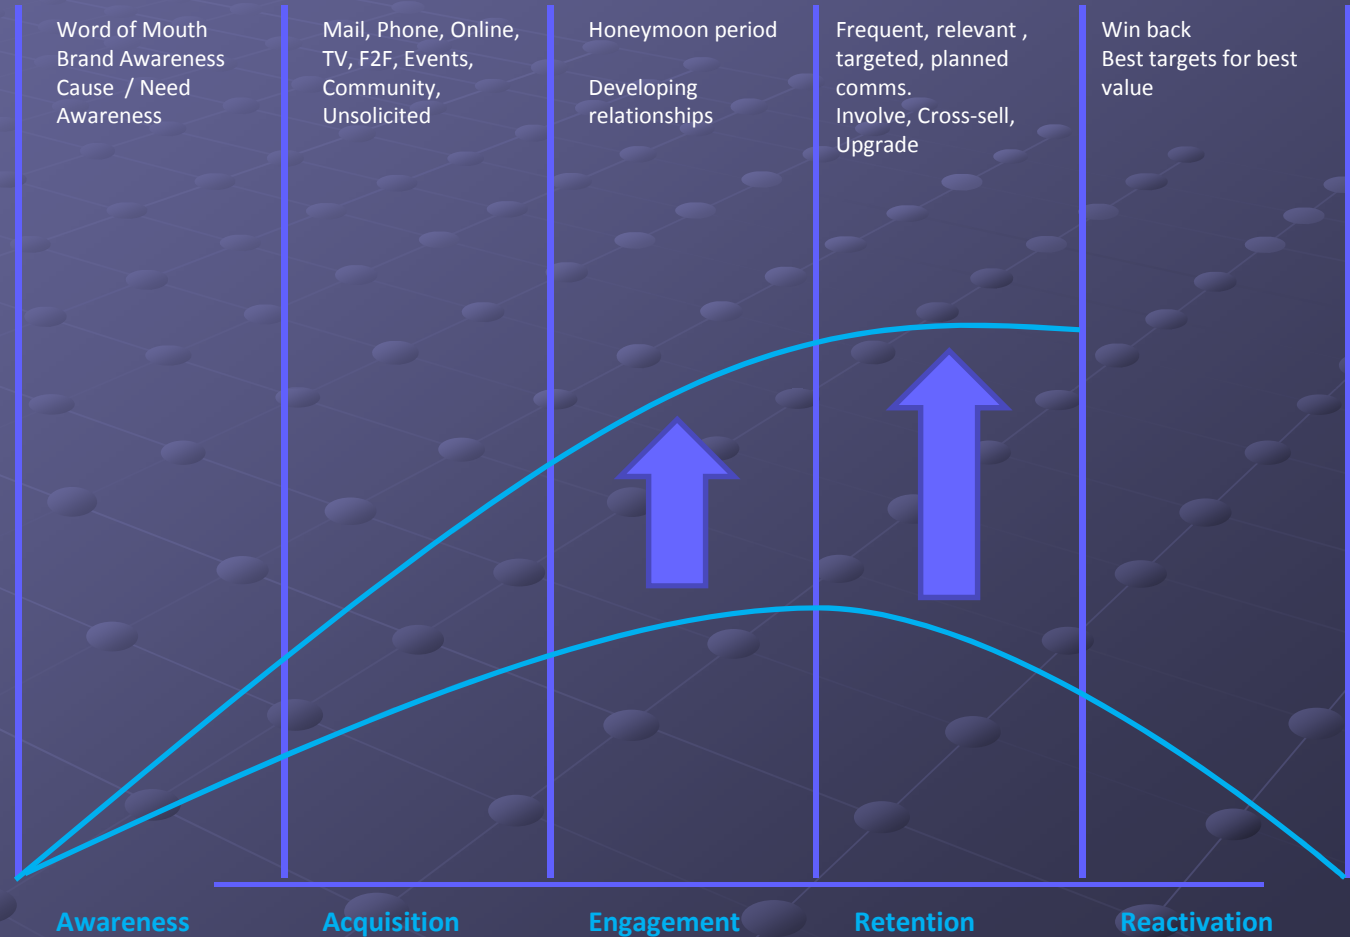 Word of Mouth
Brand Awareness
Cause / Need
Awareness
Mail, Phone, Online,
TV, F2F, Events,
Community,
Unsolicited
Honeymoon period
Developing
relationships
Frequent, relevant ,
targeted, planned
comms.
Involve, Cross-sell,
Upgrade
Win back
Best targets for best
value
Awareness
Acquisition
Engagement
Retention
Reactivation